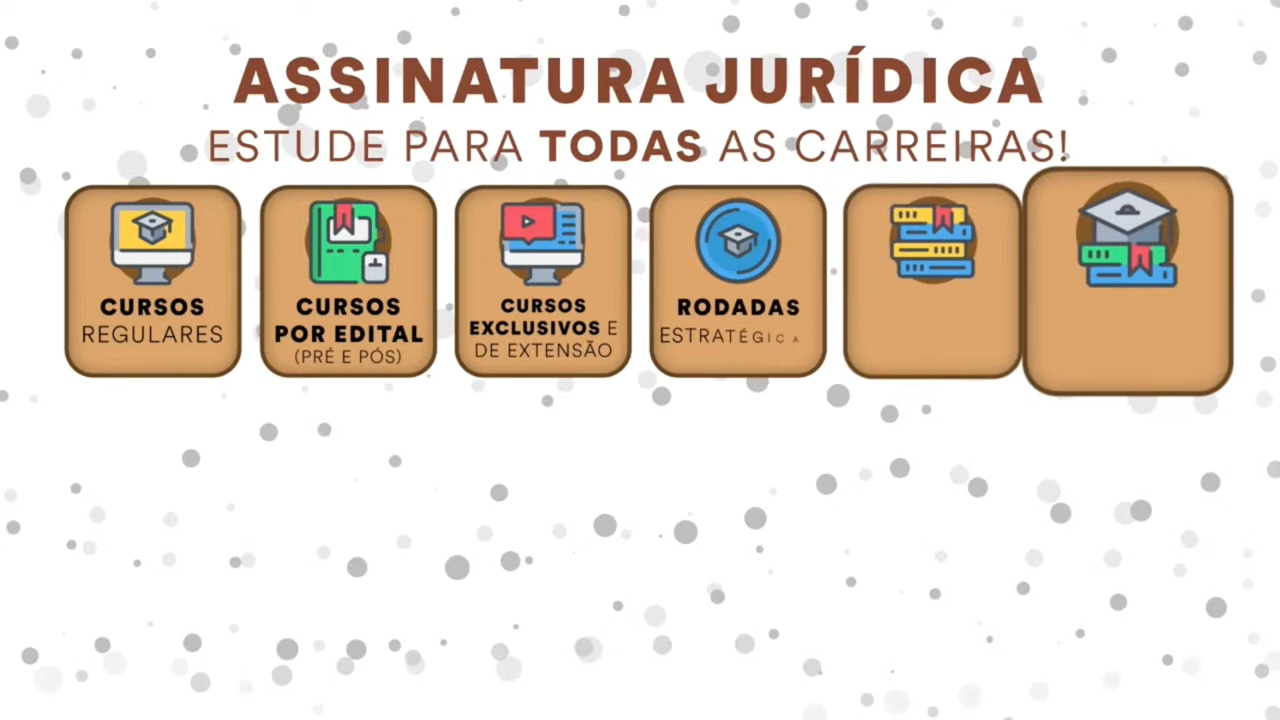 ASSINATURA JURÍDICA
ESTUDE PARA TODAS AS CARREIRAS!
CURSOS
REGULARES
CURSOS
POR EDITAL
(PRÉ E PÓS)
CURSOS
EXCLUSIVOS E
DE EXTENSÃO
RODADAS
ESTRATÉGICA